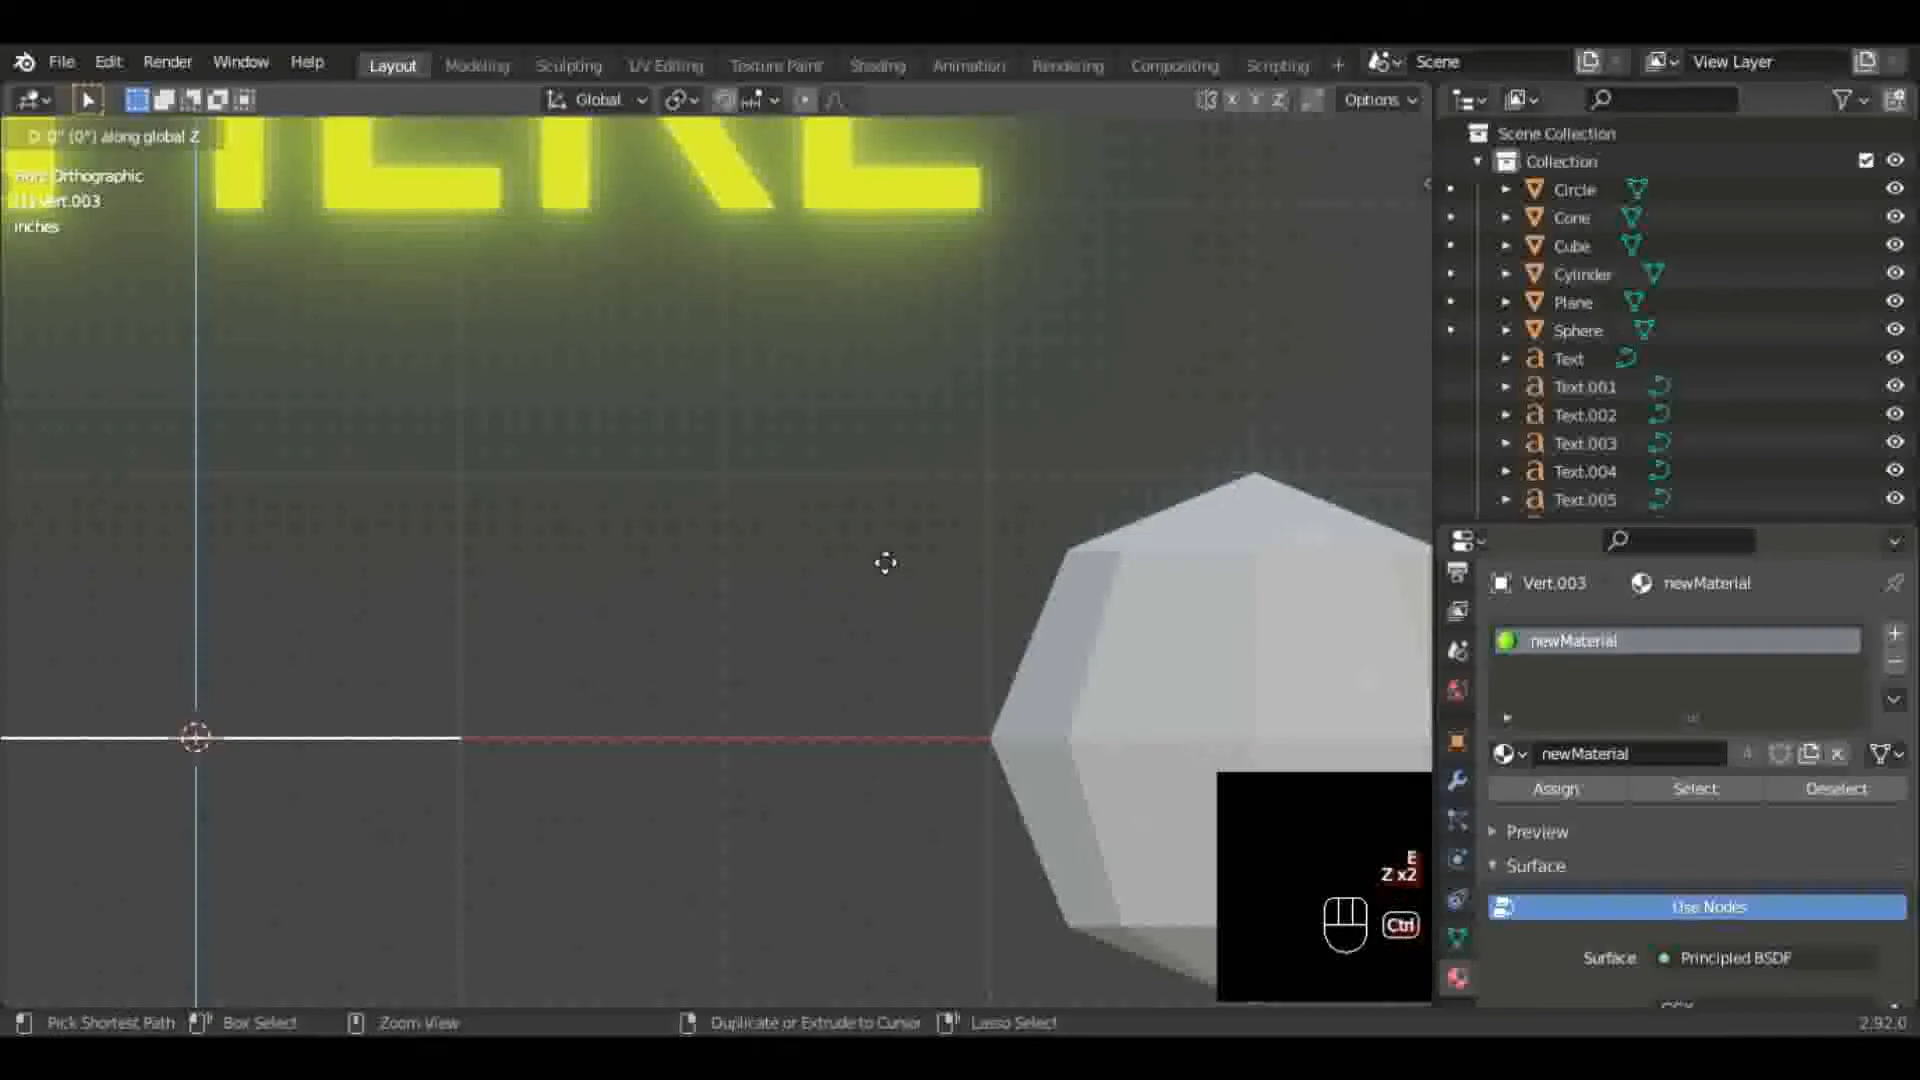 File Edit Render Window Help Layout Modeling Sculpting UV Editing Texture Paint Shading Animation Rendering Compositing Scripting + Scene View Layer
Global X Y Z Options
D: 0" (0") along global Z
Orthographic
Vert.003
Inches
Scene Collection
Collection
Circle
Cone
Cube
Cylinder
Plane
Sphere
Text
Text.001
Text.002
Text.003
Text.004
Text.005
Vert.003 newMaterial
newMaterial
newMaterial 4
Assign Select Deselect
Preview
Surface
Use Nodes
Surface Principled BSDF
E
Z x2
Ctrl
Pick Shortest Path Box Select Zoom View Duplicate or Extrude to Cursor Lasso Select 2.92.0